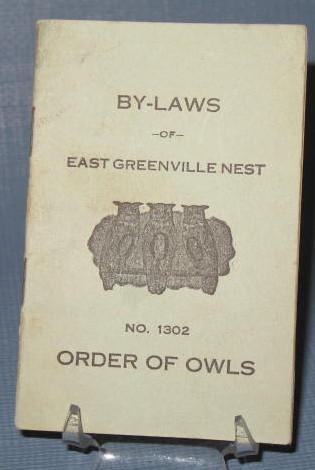 BY-LAWS
-OF-
EAST GREENVILLE NEST
NO. 1302
ORDER OF OWLS